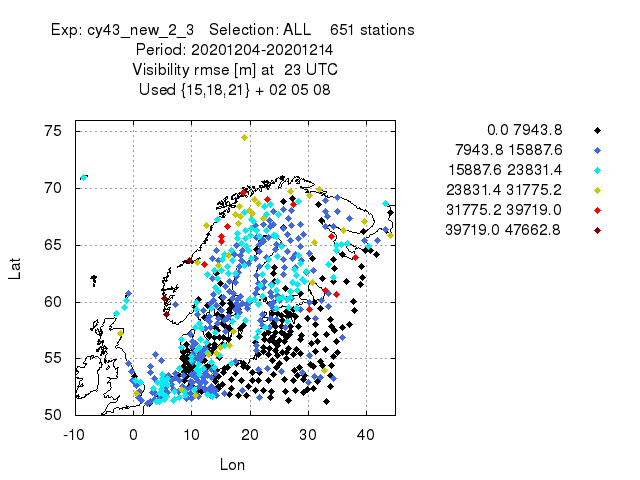 Exp: cy43_new_2_3   Selection: ALL    651 stations
Period: 20201204-20201214
Visibility rmse [m] at  23 UTC
Used {15,18,21} + 02 05 08
0.0 7943.8
7943.8 15887.6
15887.6 23831.4
23831.4 31775.2
31775.2 39719.0
39719.0 47662.8
75
70
65
60
55
50
Lat
-10 0 10 20 30 40
Lon